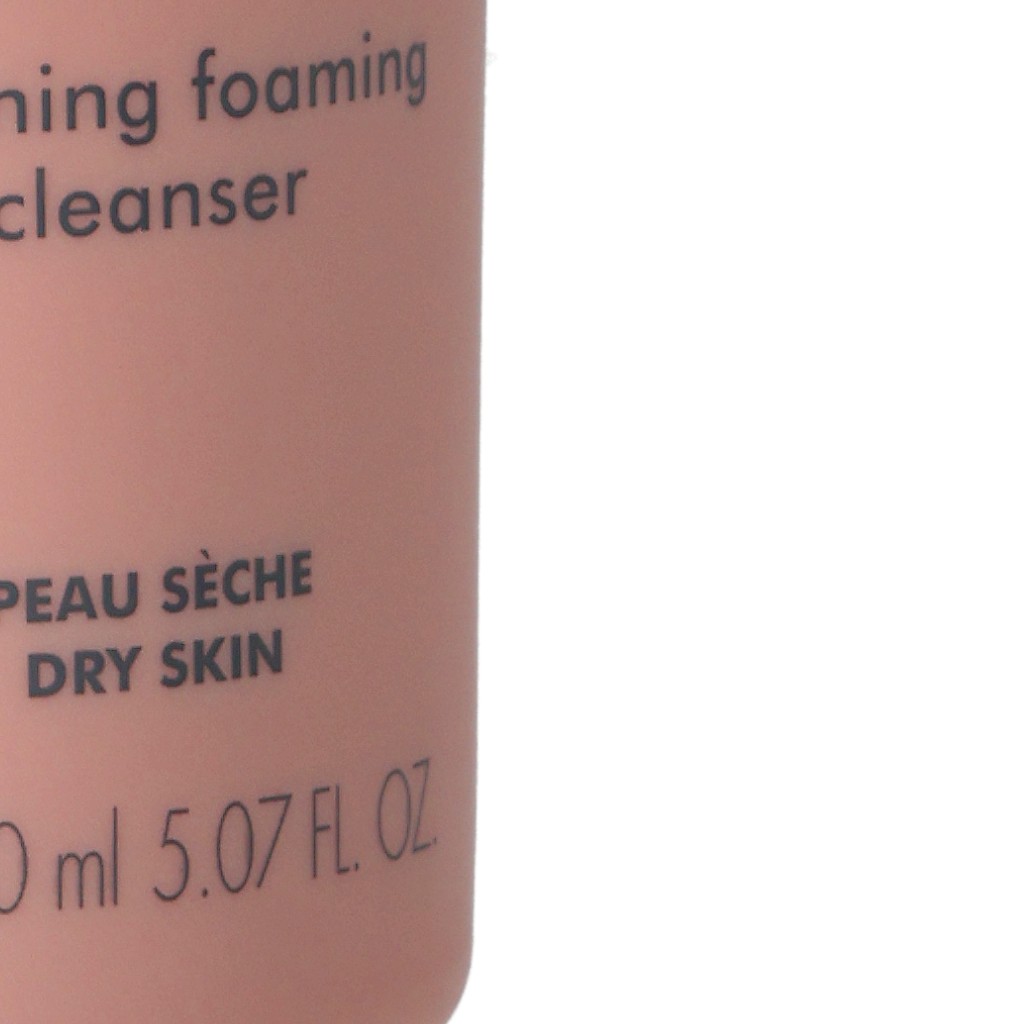 foaming
cleanser
PEAU SÈCHE
DRY SKIN
ml 5.07 FL. OZ.